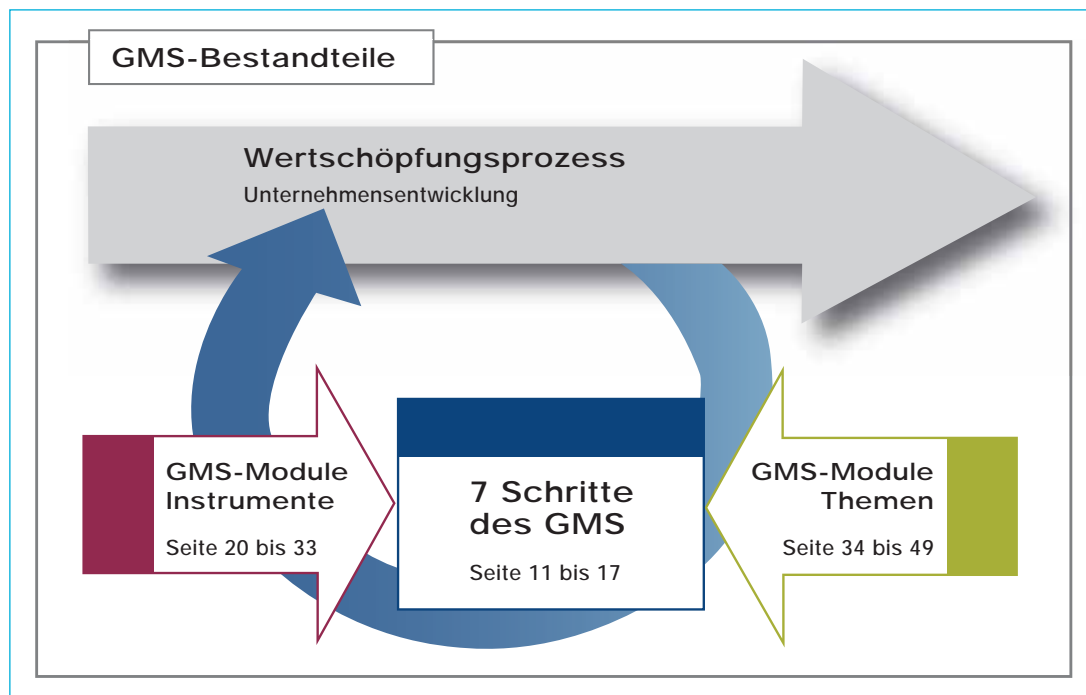 GMS-Bestandteile
Wertschöpfungsprozess
Unternehmensentwicklung
GMS-Module
Instrumente
Seite 20 bis 33
7 Schritte
des GMS
Seite 11 bis 17
GMS-Module
Themen
Seite 34 bis 49